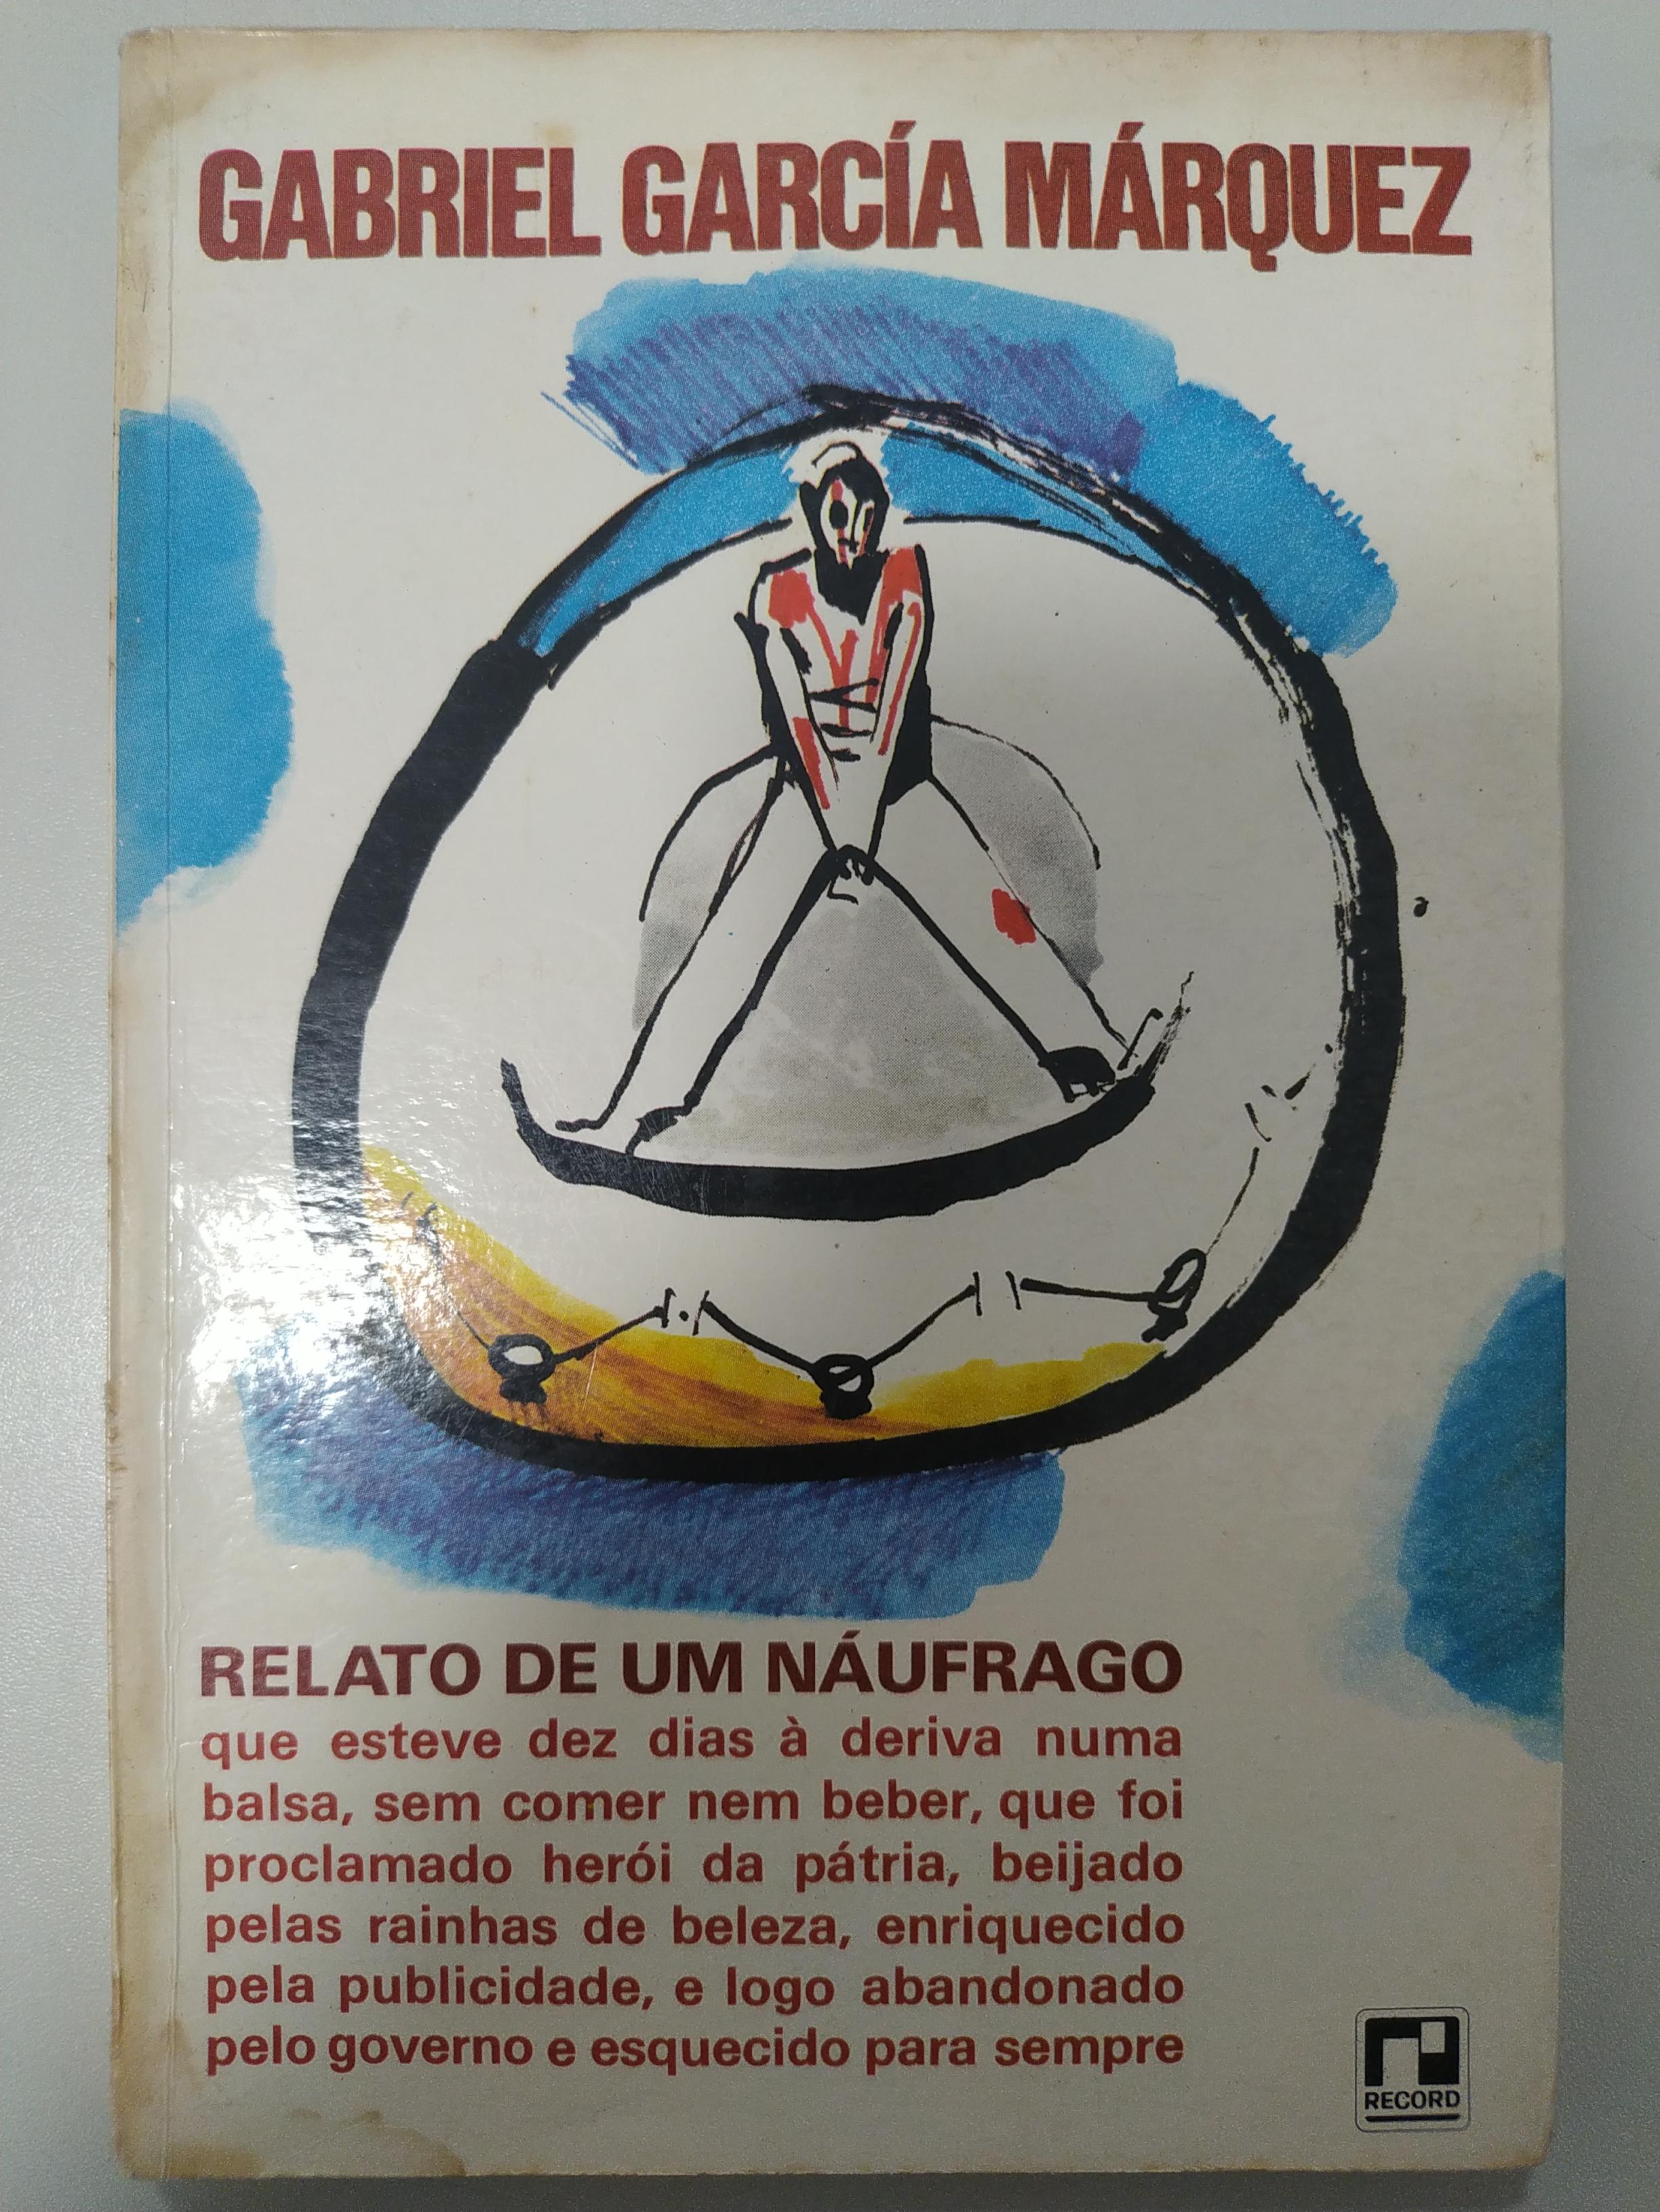 GABRIEL GARCÍA MÁRQUEZ
RELATO DE UM NÁUFRAGO
que esteve dez dias à deriva numa
balsa, sem comer nem beber, que foi
proclamado herói da pátria, beijado
pelas rainhas de beleza, enriquecido
pela publicidade, e logo abandonado
pelo governo e esquecido para sempre
RECORD